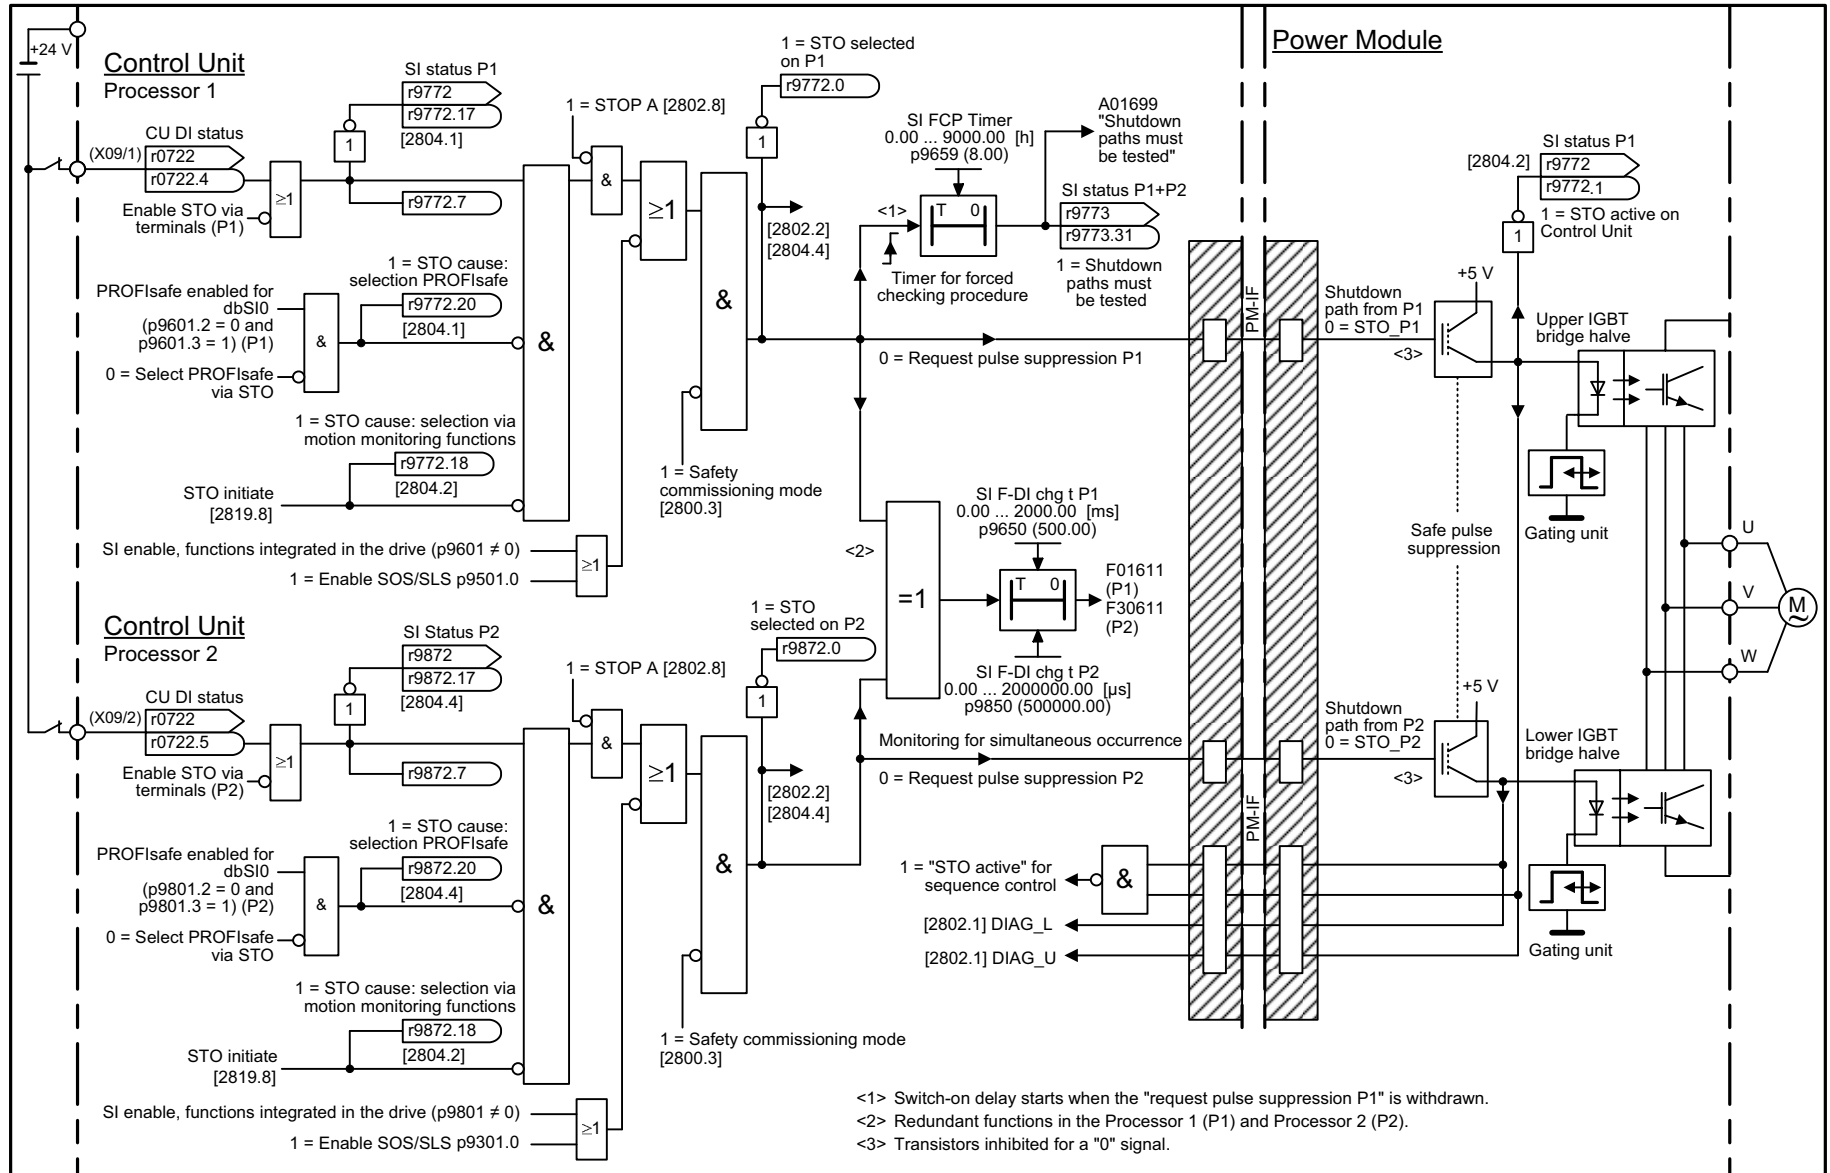 +24 V
Control Unit
Processor 1
CU DI status
(X09/1)
r0722
r0722.4
Enable STO via
terminals (P1)
≥1
SI status P1
r9772
r9772.17
[2804.1]
1
r9772.7
1 = STO cause:
selection PROFIsafe
r9772.20
[2804.1]
PROFIsafe enabled for
dbSI0
(p9601.2 = 0 and
p9601.3 = 1) (P1)
&
0 = Select PROFIsafe
via STO
1 = STO cause: selection via
motion monitoring functions
r9772.18
[2804.2]
STO initiate
[2819.8]
&
SI enable, functions integrated in the drive (p9601 ≠ 0)
1 = Enable SOS/SLS p9501.0
≥1
1 = STOP A [2802.8]
&
≥1
1 = STO selected
on P1
r9772.0
1
[2802.2]
[2804.4]
&
1 = Safety
commissioning mode
[2800.3]
SI FCP Timer
0.00 ... 9000.00 [h]
p9659 (8.00)
<1>
T 0
Timer for forced
checking procedure
A01699
"Shutdown
paths must
be tested"
SI status P1+P2
r9773
r9773.31
1 = Shutdown
paths must
be tested
0 = Request pulse suppression P1
<2>
=1
SI F-DI chg t P1
0.00 ... 2000.00 [ms]
p9650 (500.00)
T 0
F01611
(P1)
F30611
(P2)
SI F-DI chg t P2
0.00 ... 2000000.00 [µs]
p9850 (500000.00)
Monitoring for simultaneous occurrence
0 = Request pulse suppression P2
Control Unit
Processor 2
CU DI status
(X09/2)
r0722
r0722.5
Enable STO via
terminals (P2)
≥1
SI Status P2
r9872
r9872.17
[2804.4]
1
r9872.7
1 = STO cause:
selection PROFIsafe
r9872.20
[2804.4]
PROFIsafe enabled for
dbSI0
(p9801.2 = 0 and
p9801.3 = 1) (P2)
&
0 = Select PROFIsafe
via STO
1 = STO cause: selection via
motion monitoring functions
r9872.18
[2804.2]
STO initiate
[2819.8]
&
SI enable, functions integrated in the drive (p9801 ≠ 0)
1 = Enable SOS/SLS p9301.0
≥1
1 = STOP A [2802.8]
&
≥1
1 = STO
selected on P2
r9872.0
1
[2802.2]
[2804.4]
&
1 = Safety commissioning mode
[2800.3]
1 = "STO active" for
sequence control
&
[2802.1] DIAG_L
[2802.1] DIAG_U
PM-IF
PM-IF
Power Module
SI status P1
[2804.2]
r9772
r9772.1
1 = STO active on
Control Unit
1
+5 V
Shutdown
path from P1
0 = STO_P1
<3>
Upper IGBT
bridge halve
Gating unit
Safe pulse
suppression
U
V
W
M
~
+5 V
Shutdown
path from P2
0 = STO_P2
<3>
Lower IGBT
bridge halve
Gating unit
<1> Switch-on delay starts when the "request pulse suppression P1" is withdrawn.
<2> Redundant functions in the Processor 1 (P1) and Processor 2 (P2).
<3> Transistors inhibited for a "0" signal.